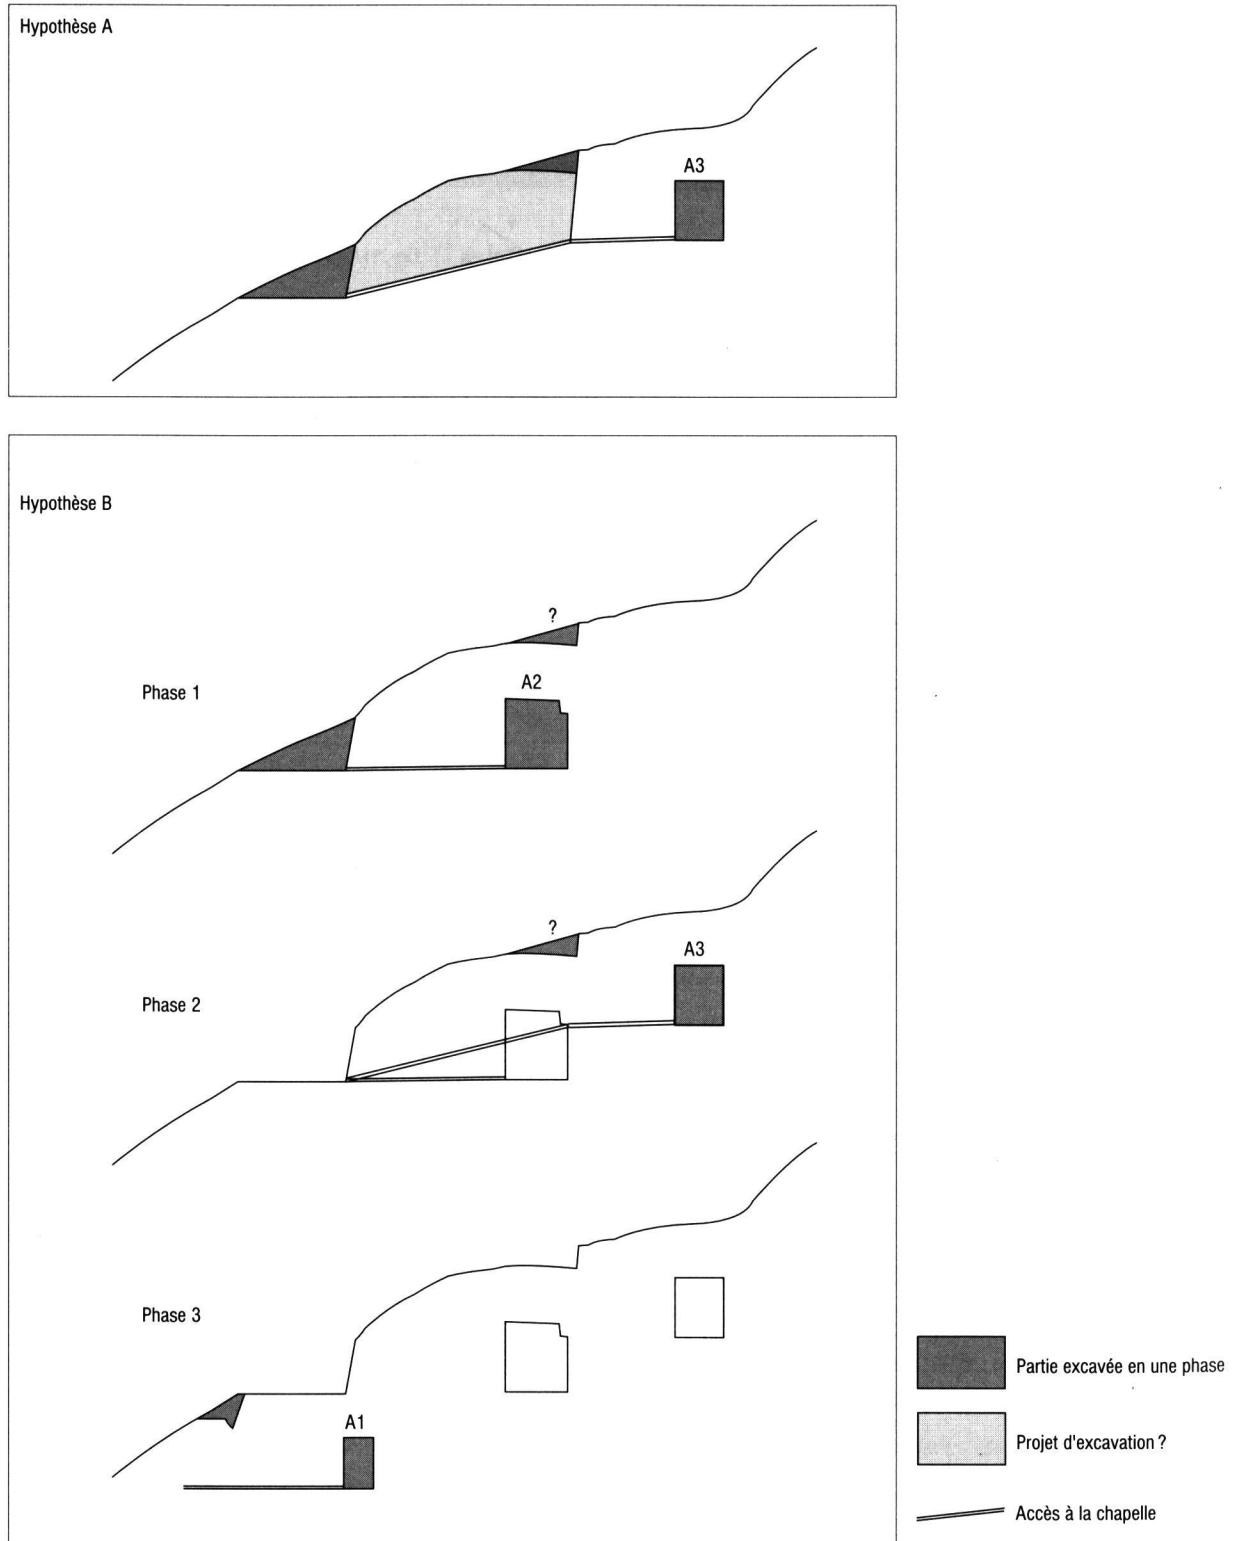 Hypothèse A
A3
Hypothèse B
?
A2
Phase 1
?
A3
Phase 2
Phase 3
A1
Partie excavée en une phase
Projet d'excavation ?
Accès à la chapelle